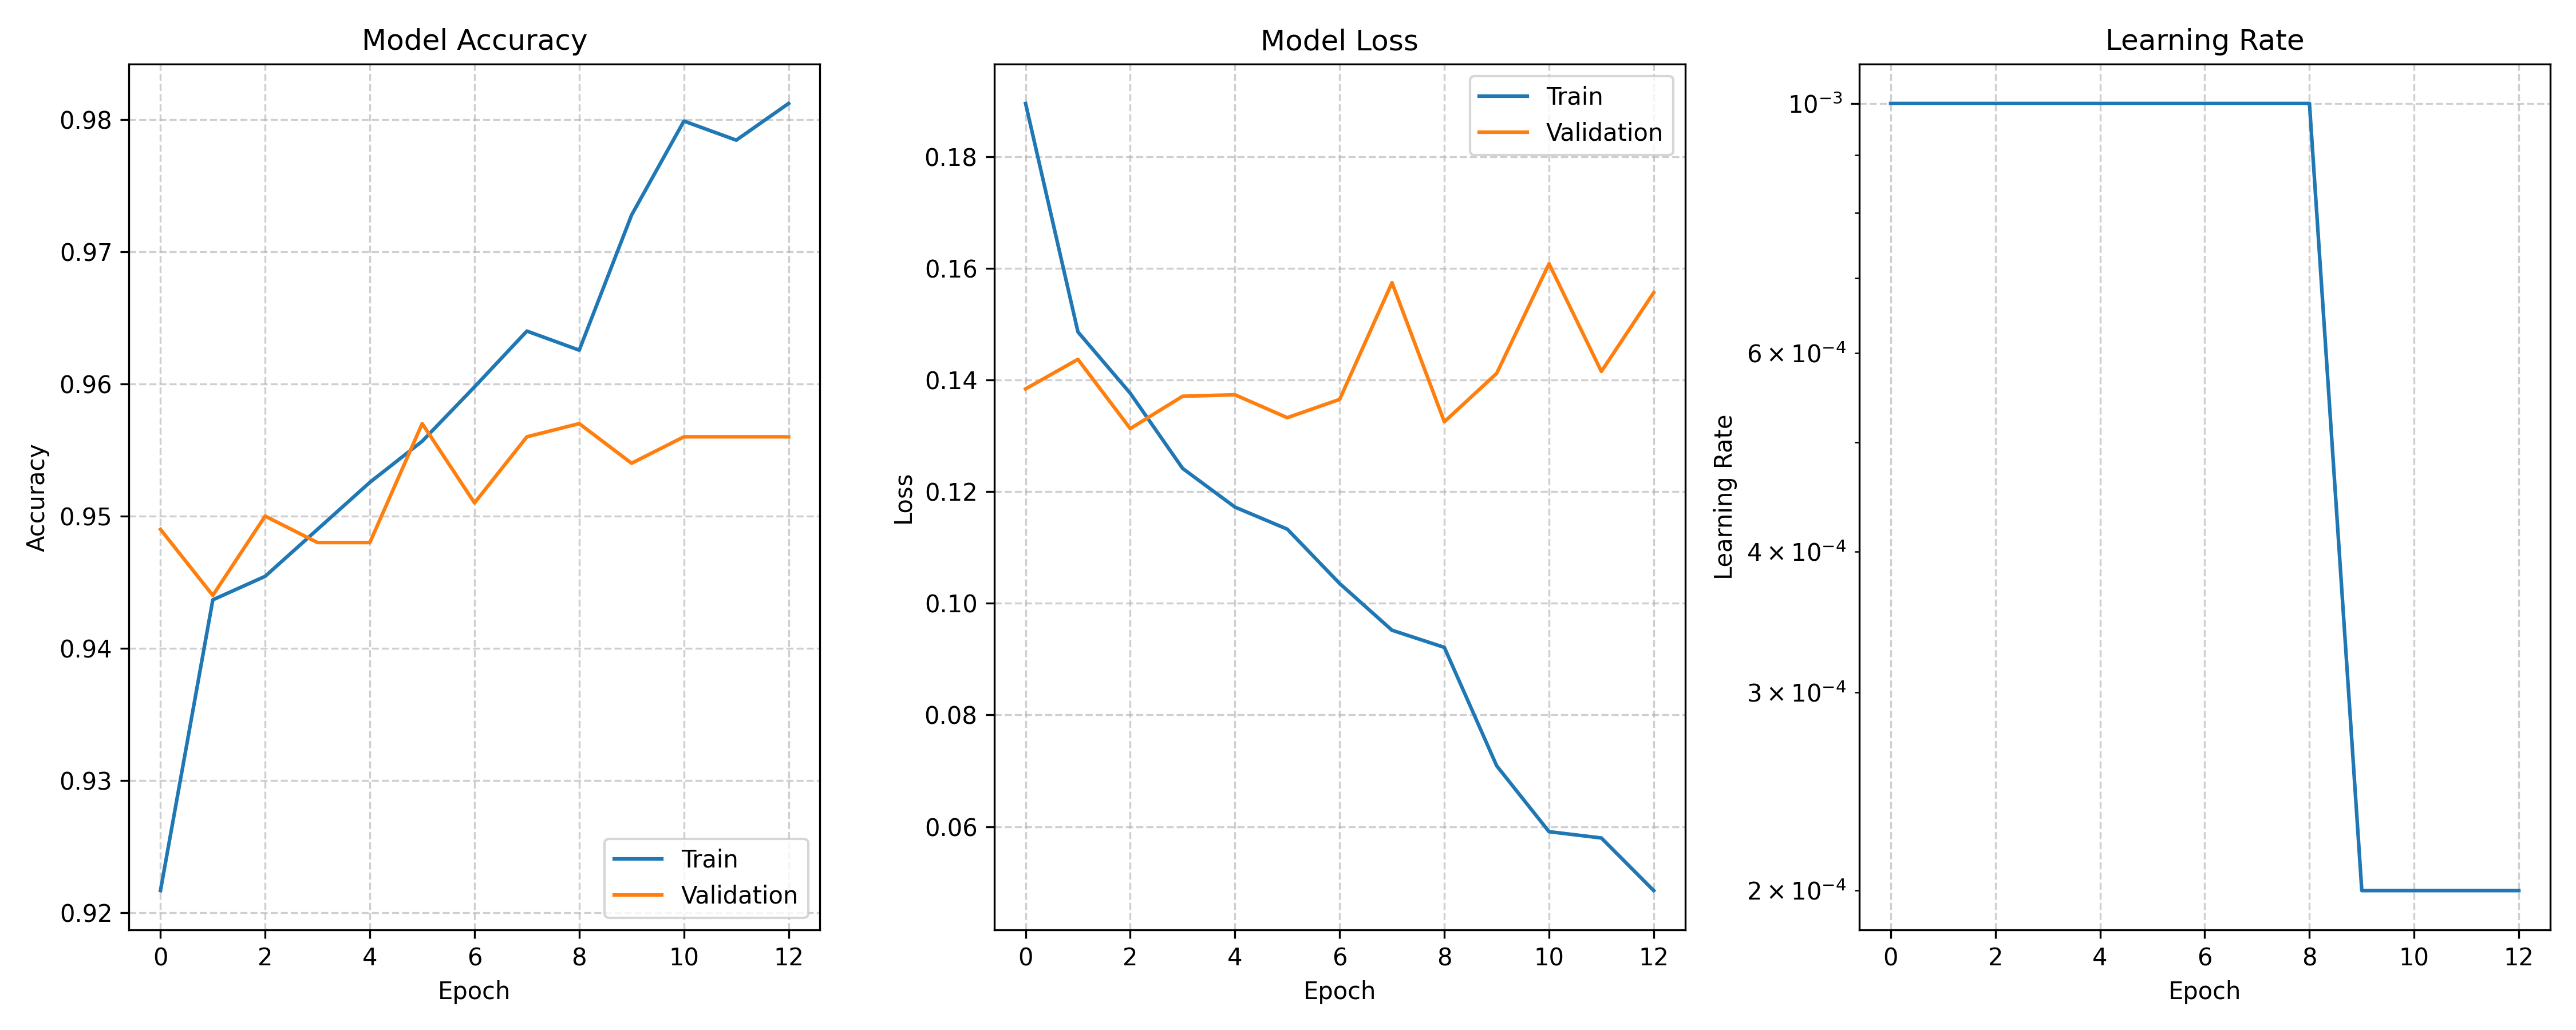 Model Accuracy
Accuracy
0.98
0.97
0.96
0.95
0.94
0.93
0.92
0 2 4 6 8 10 12
Epoch
Train
Validation
Model Loss
Loss
0.18
0.16
0.14
0.12
0.10
0.08
0.06
0 2 4 6 8 10 12
Epoch
Train
Validation
Learning Rate
Learning Rate
10⁻³
6 × 10⁻⁴
4 × 10⁻⁴
3 × 10⁻⁴
2 × 10⁻⁴
0 2 4 6 8 10 12
Epoch